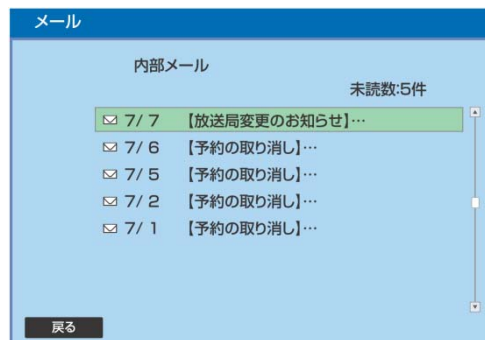 メール
内部メール
未読数:5件
7/ 7 【放送局変更のお知らせ】…
7/ 6 【予約の取り消し】…
7/ 5 【予約の取り消し】…
7/ 2 【予約の取り消し】…
7/ 1 【予約の取り消し】…
戻る